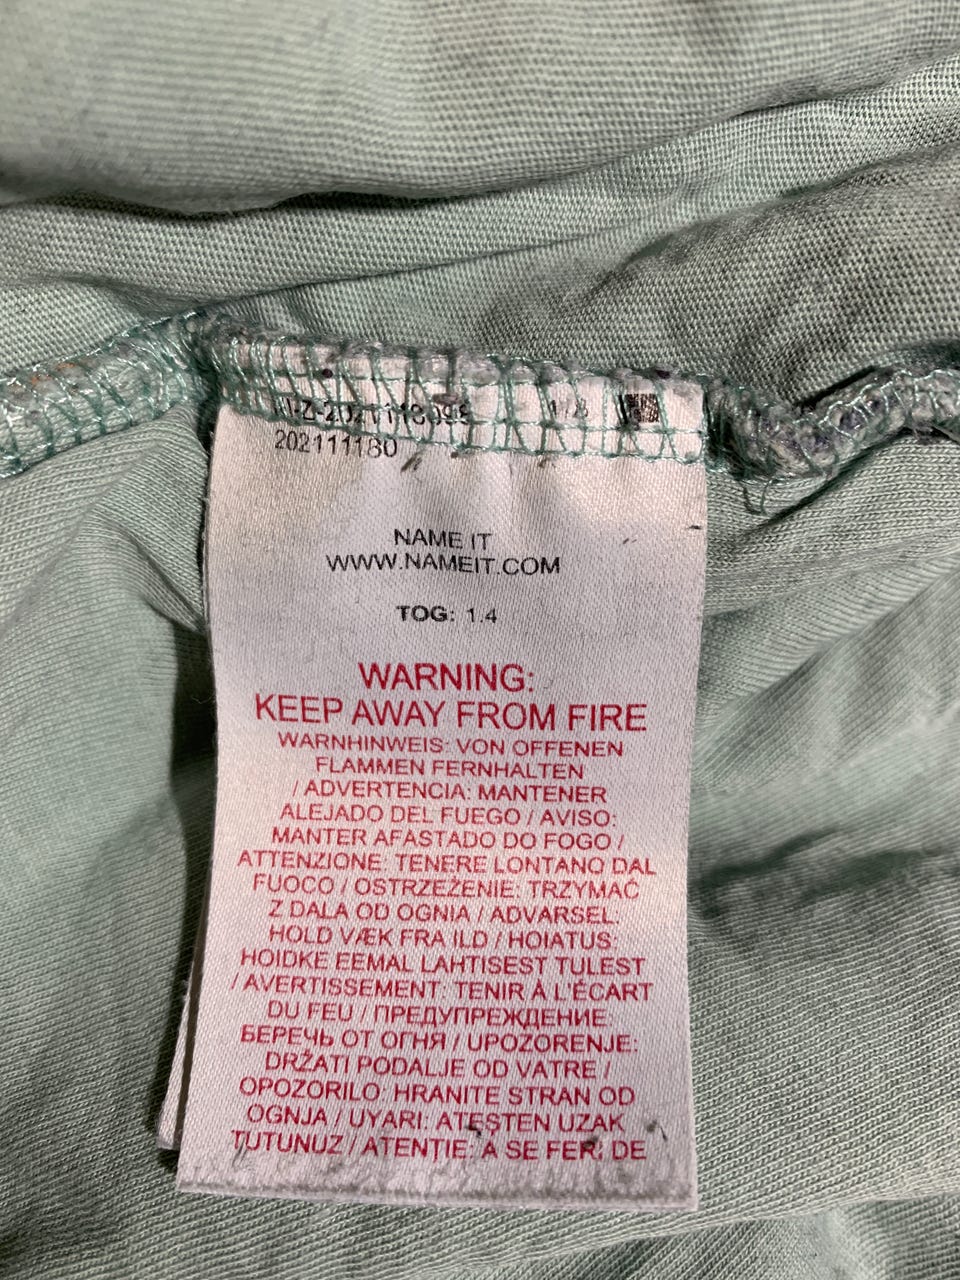 202111180
NAME IT
WWW.NAMEIT.COM
TOG: 1.4
WARNING:
KEEP AWAY FROM FIRE
WARNHINWEIS: VON OFFENEN
FLAMMEN FERNHALTEN
/ ADVERTENCIA: MANTENER
ALEJADO DEL FUEGO / AVISO:
MANTER AFASTADO DO FOGO /
ATTENZIONE: TENERE LONTANO DAL
FUOCO / OSTRZEŻENIE: TRZYMAĆ
Z DALA OD OGNIA / ADVARSEL:
HOLD VÆK FRA ILD / HOIATUS:
HOIDKE EEMAL LAHTISEST TULEST
/ AVERTISSEMENT: TENIR À L'ÉCART
DU FEU / ПРЕДУПРЕЖДЕНИЕ
БЕРЕЧЬ ОТ ОГНЯ / UPOZORENJE:
DRŽATI PODALJE OD VATRE /
OPOZORILO: HRANITE STRAN OD
OGNJA / UYARI: ATEŞTEN UZAK
TUTUNUZ / ATENȚIE: A SE FERI DE